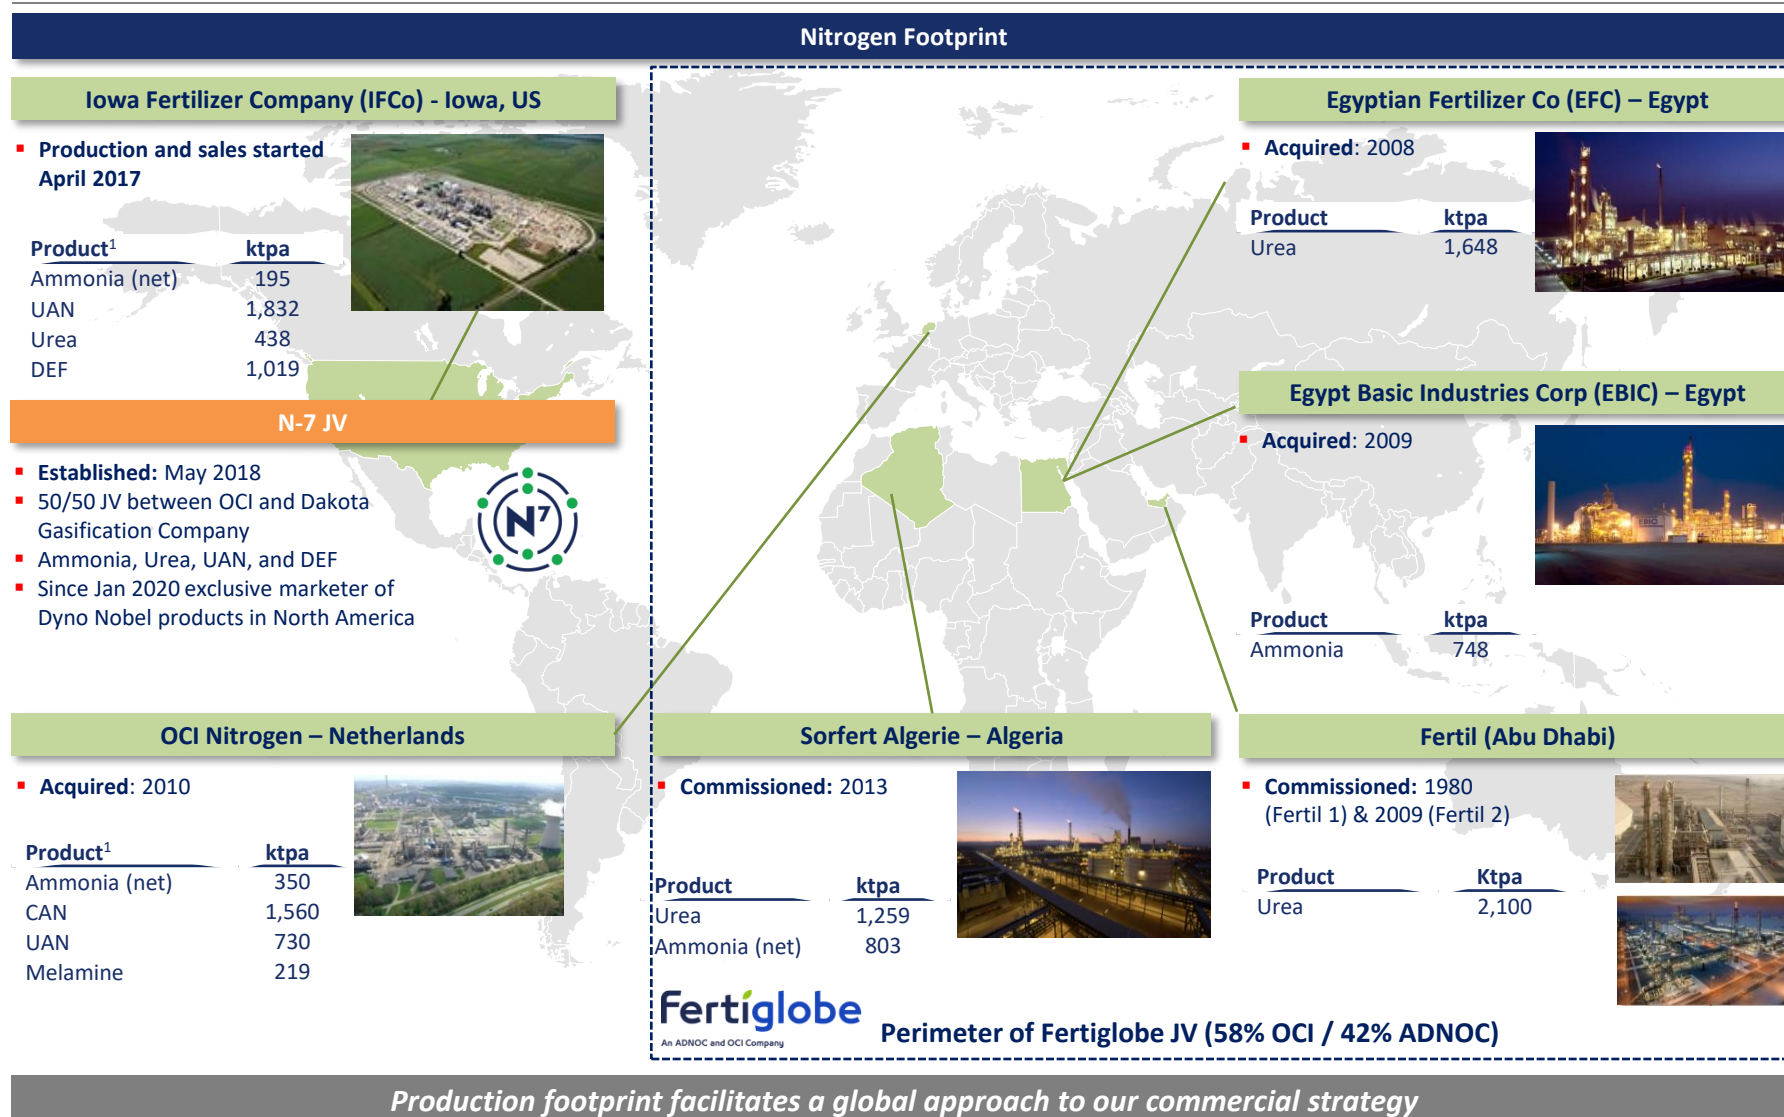 Nitrogen Footprint
Iowa Fertilizer Company (IFCo) - Iowa, US
Production and sales started
April 2017
Product1 ktpa
Ammonia (net) 195
UAN 1,832
Urea 438
DEF 1,019
N-7 JV
Established: May 2018
50/50 JV between OCI and Dakota
Gasification Company
Ammonia, Urea, UAN, and DEF
Since Jan 2020 exclusive marketer of
Dyno Nobel products in North America
N7
OCI Nitrogen – Netherlands
Acquired: 2010
Product1 ktpa
Ammonia (net) 350
CAN 1,560
UAN 730
Melamine 219
Egyptian Fertilizer Co (EFC) – Egypt
Acquired: 2008
Product ktpa
Urea 1,648
Egypt Basic Industries Corp (EBIC) – Egypt
Acquired: 2009
EBIC
Product ktpa
Ammonia 748
Sorfert Algerie – Algeria
Commissioned: 2013
Product ktpa
Urea 1,259
Ammonia (net) 803
Fertil (Abu Dhabi)
Commissioned: 1980
(Fertil 1) & 2009 (Fertil 2)
Product Ktpa
Urea 2,100
Fertiglobe
An ADNOC and OCI Company
Perimeter of Fertiglobe JV (58% OCI / 42% ADNOC)
Production footprint facilitates a global approach to our commercial strategy